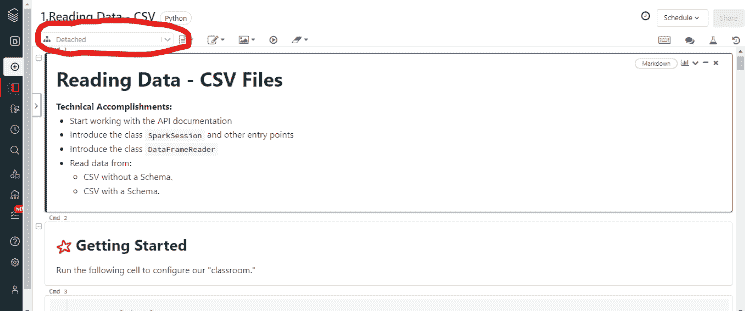 1.Reading Data - CSV Python
Schedule
Share
Detached
Markdown
Reading Data - CSV Files
Technical Accomplishments:
Start working with the API documentation
Introduce the class SparkSession and other entry points
Introduce the class DataFrameReader
Read data from:
CSV without a Schema.
CSV with a Schema.
Cmd 2
Getting Started
Run the following cell to configure our "classroom."
Cmd 3